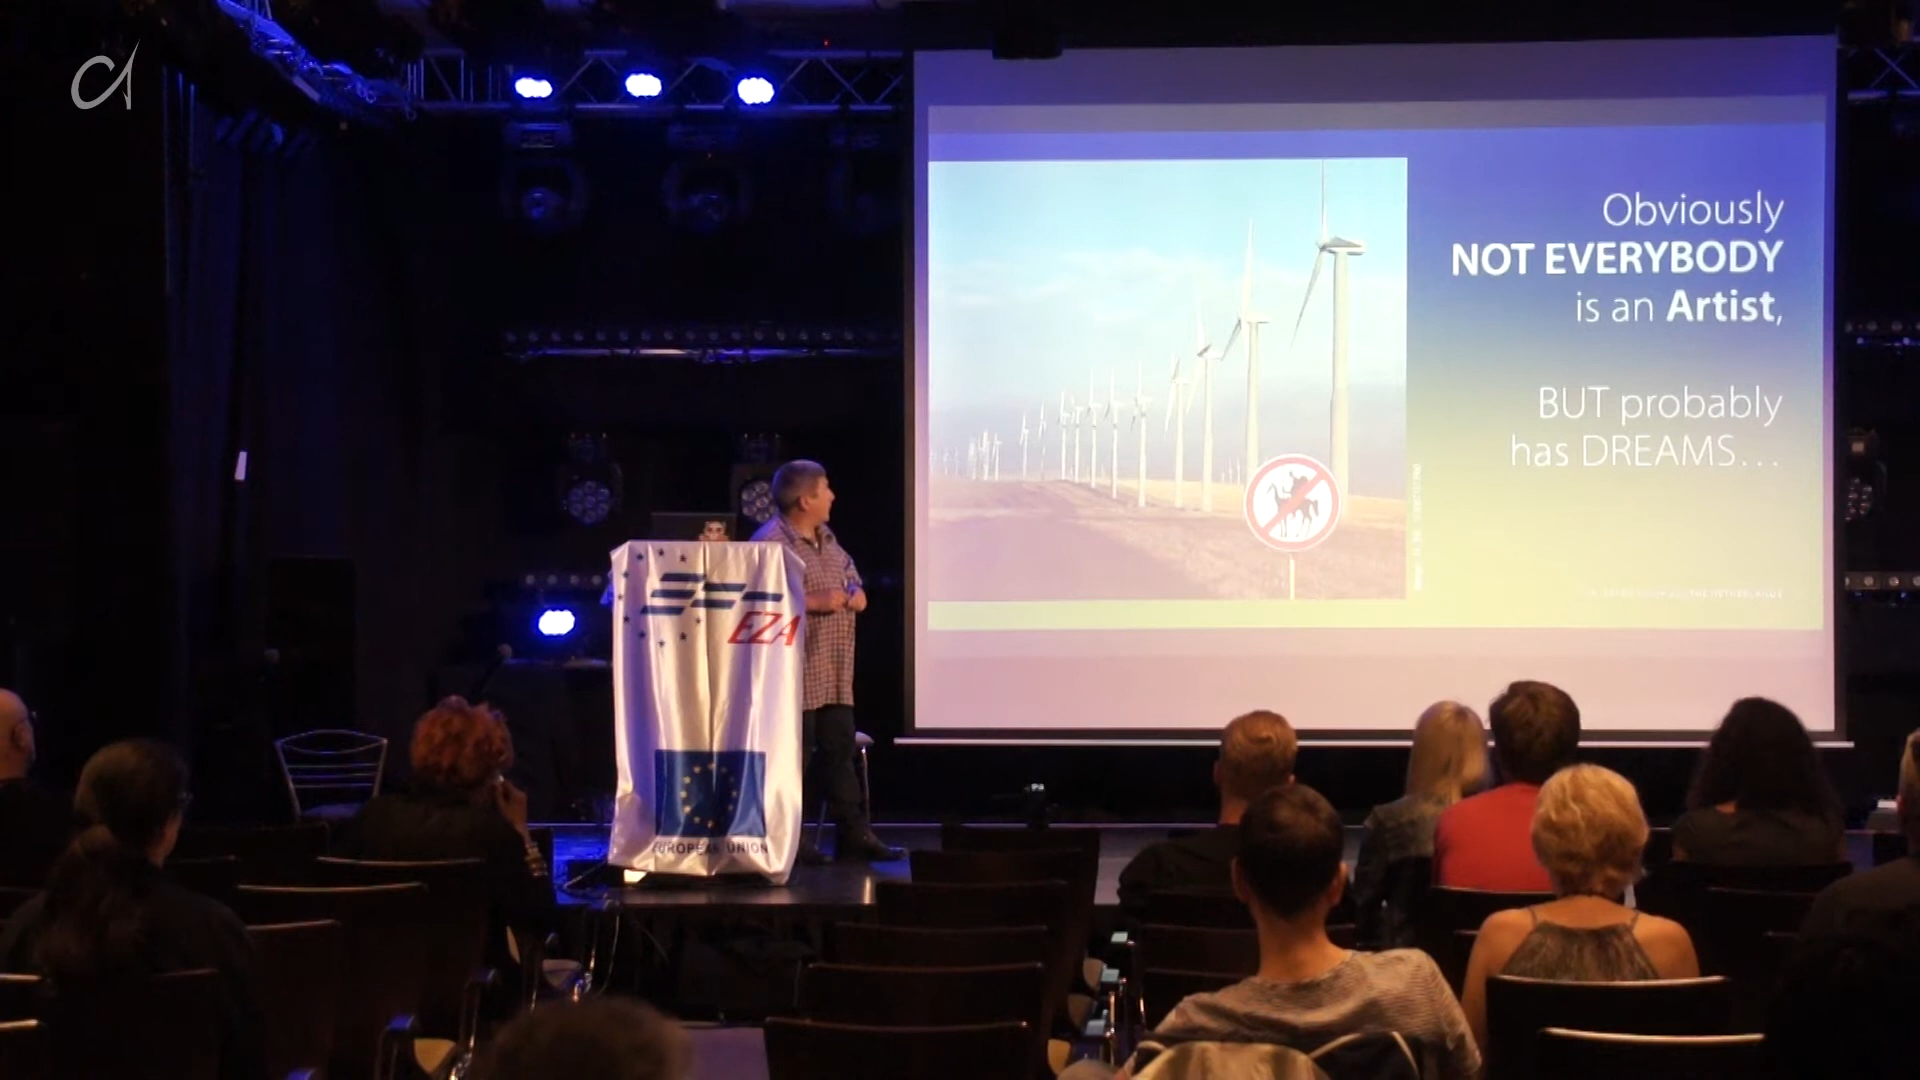 Obviously
NOT EVERYBODY
is an Artist,
BUT probably
has DREAMS...
EZA
EUROPEAN UNION